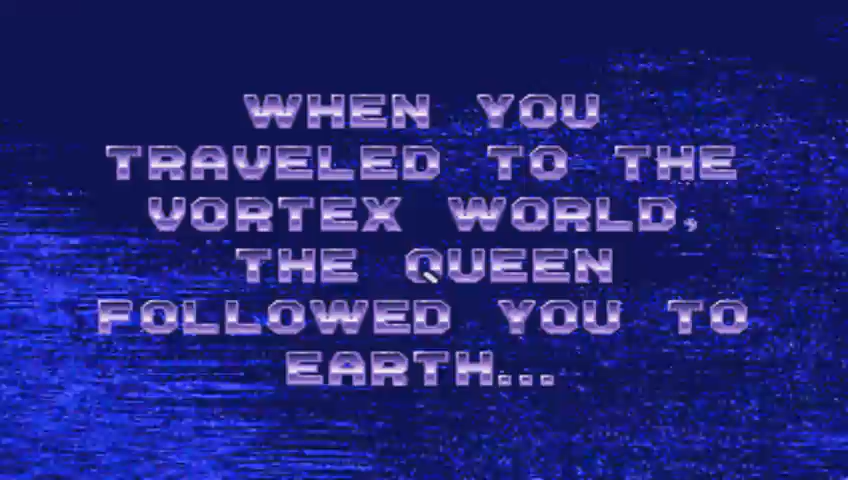 WHEN YOU
TRAVELED TO THE
VORTEX WORLD,
THE QUEEN
FOLLOWED YOU TO
EARTH...